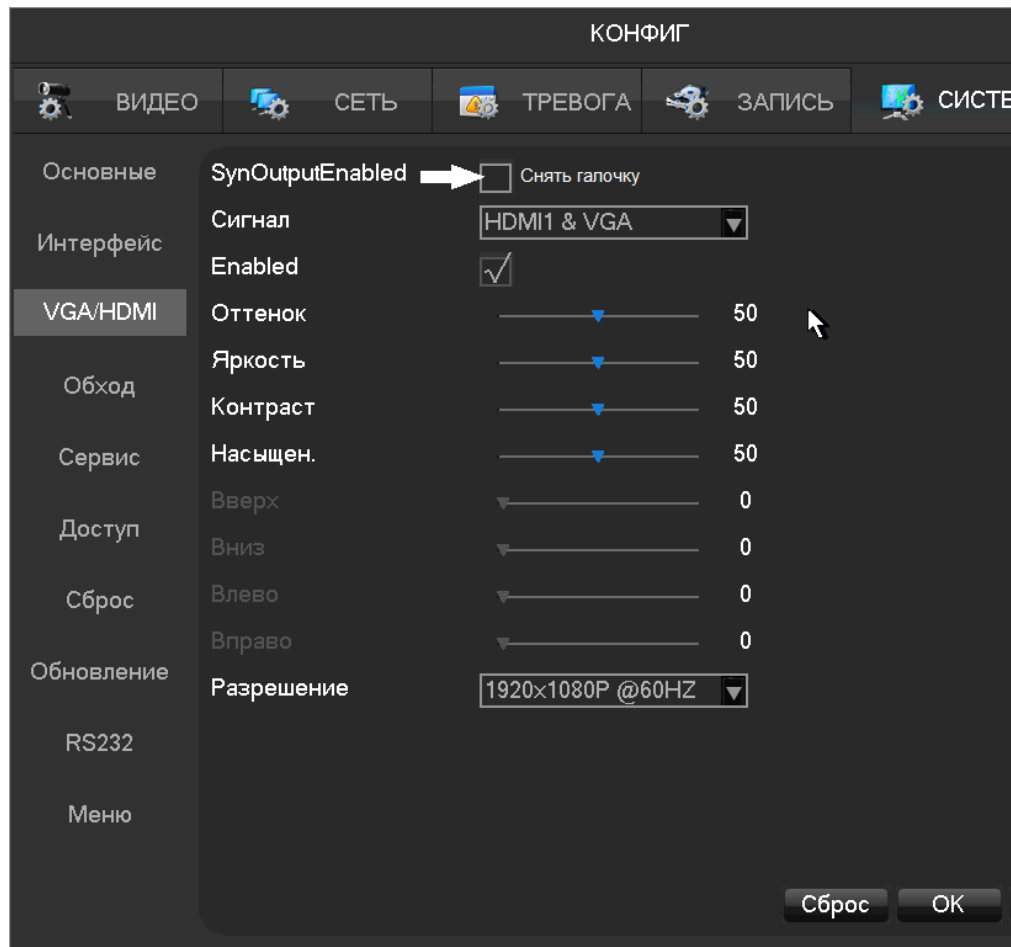 КОНФИГ
ВИДЕО СЕТЬ ТРЕВОГА ЗАПИСЬ СИСТЕ
Основные
Интерфейс
VGA/HDMI
Обход
Сервис
Доступ
Сброс
Обновление
RS232
Меню
SynOutputEnabled Снять галочку
Сигнал HDMI1 & VGA
Enabled
Оттенок 50
Яркость 50
Контраст 50
Насыщен. 50
Вверх 0
Вниз 0
Влево 0
Вправо 0
Разрешение 1920x1080P @60HZ
Сброс OK